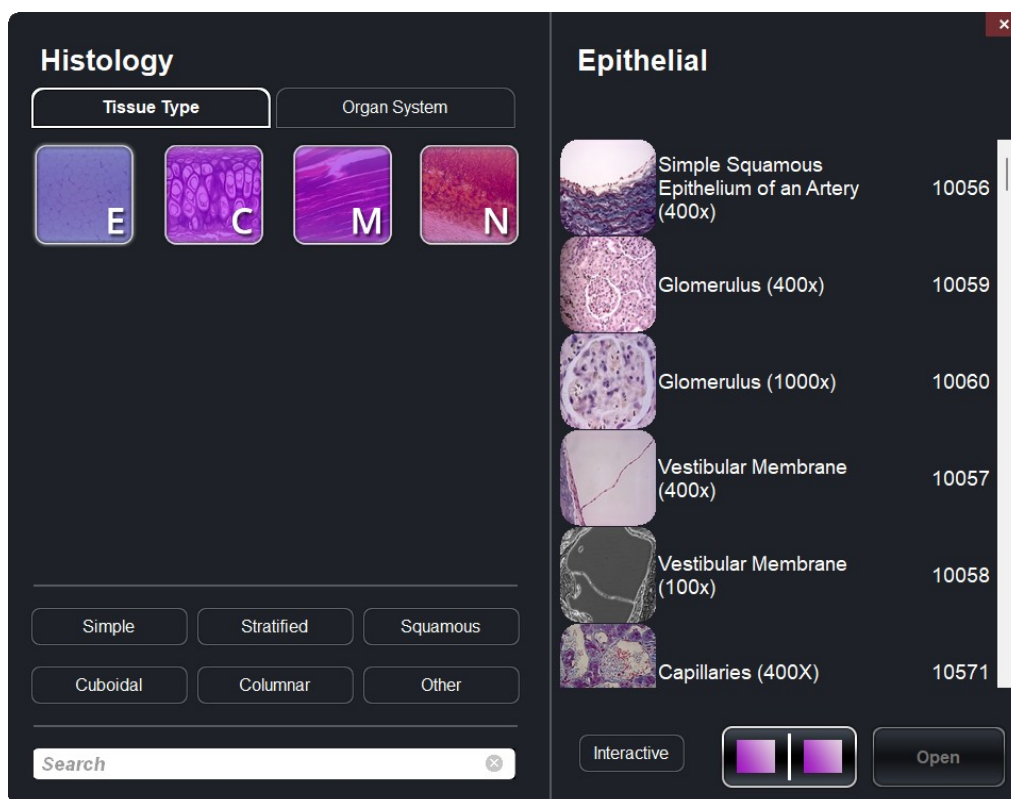 Histology
Tissue Type
Organ System
E
C
M
N
Simple
Stratified
Squamous
Cuboidal
Columnar
Other
Search
Epithelial
Simple Squamous
Epithelium of an Artery
(400x)
10056
Glomerulus (400x)
10059
Glomerulus (1000x)
10060
Vestibular Membrane
(400x)
10057
Vestibular Membrane
(100x)
10058
Capillaries (400X)
10571
Interactive
Open